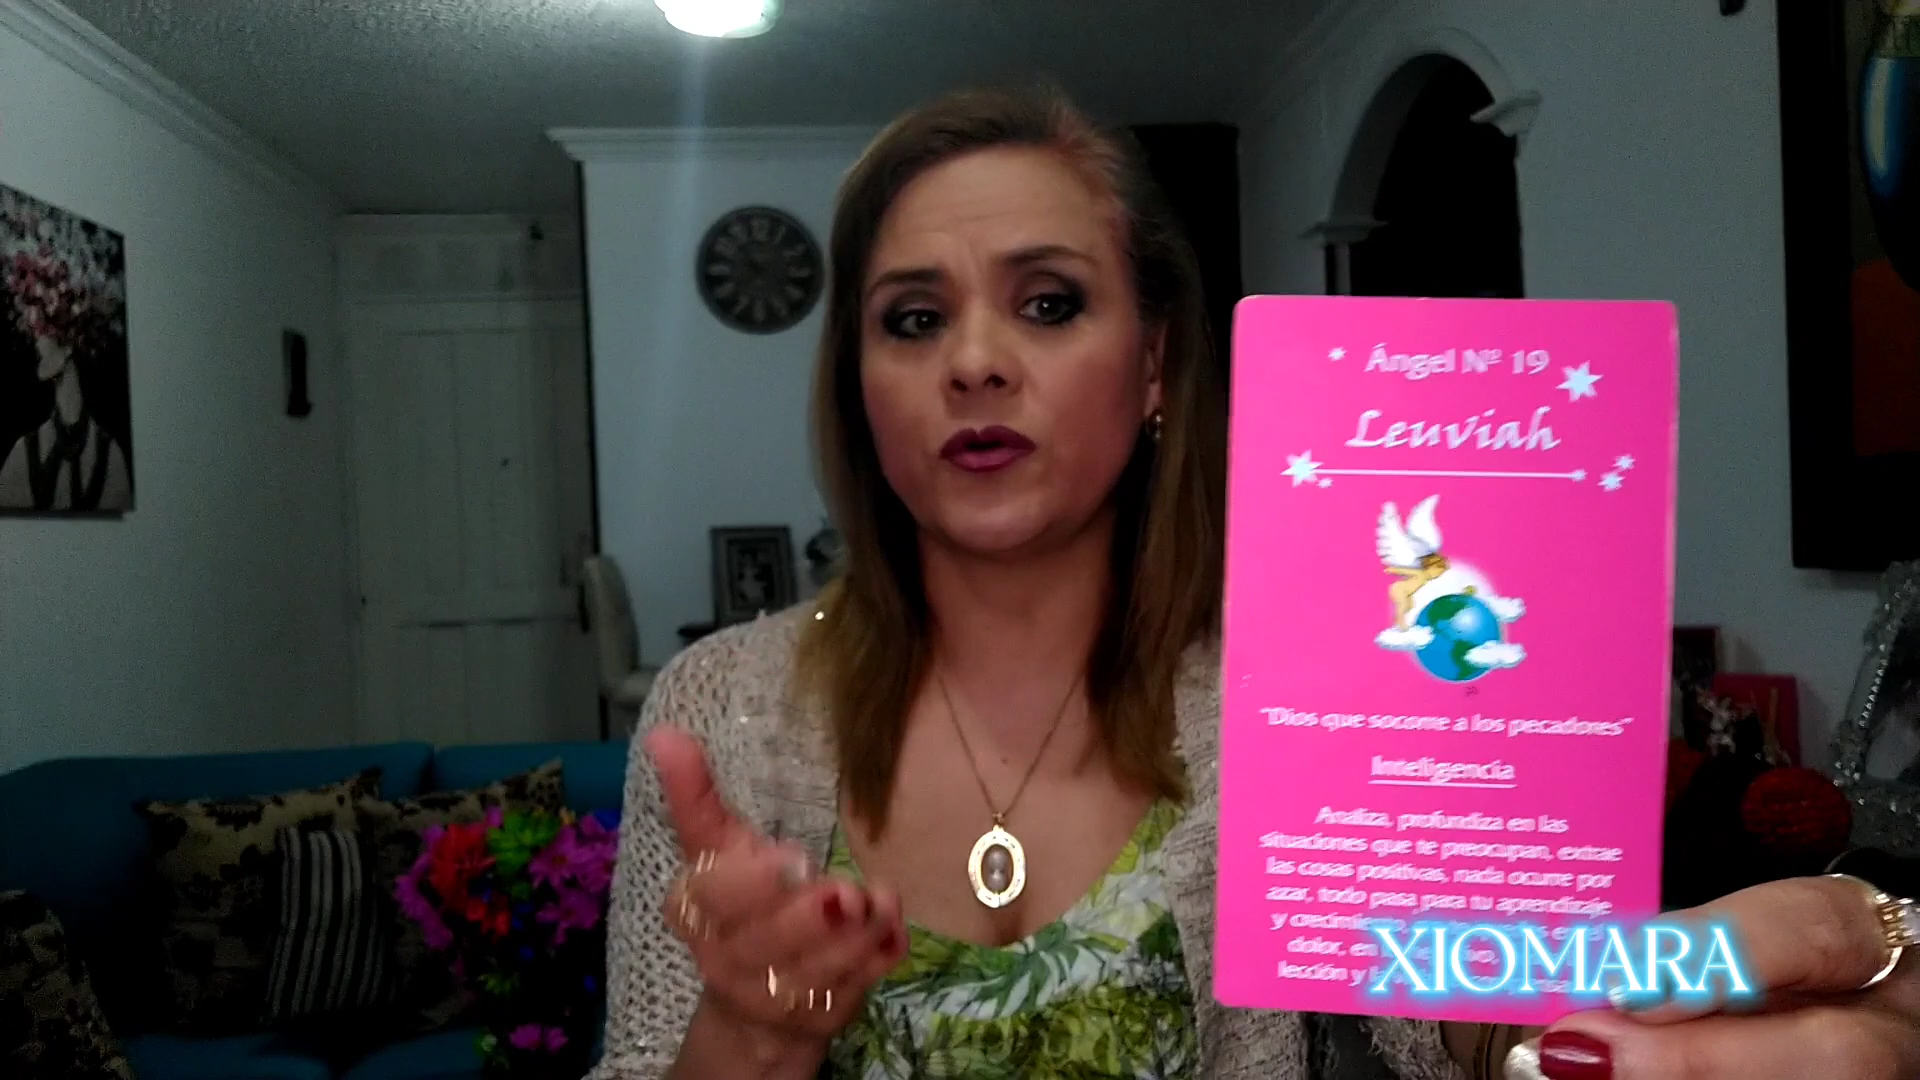 Ángel Nº 19
Leuviah
"Dios que socorre a los pecadores"
Inteligencia
Analiza, profundiza en las
situaciones que te preocupan, extrae
las cosas positivas, nada ocurre por
azar, todo pasa para tu aprendizaje
y crecimiento
dolor, en
lección y
XIOMARA